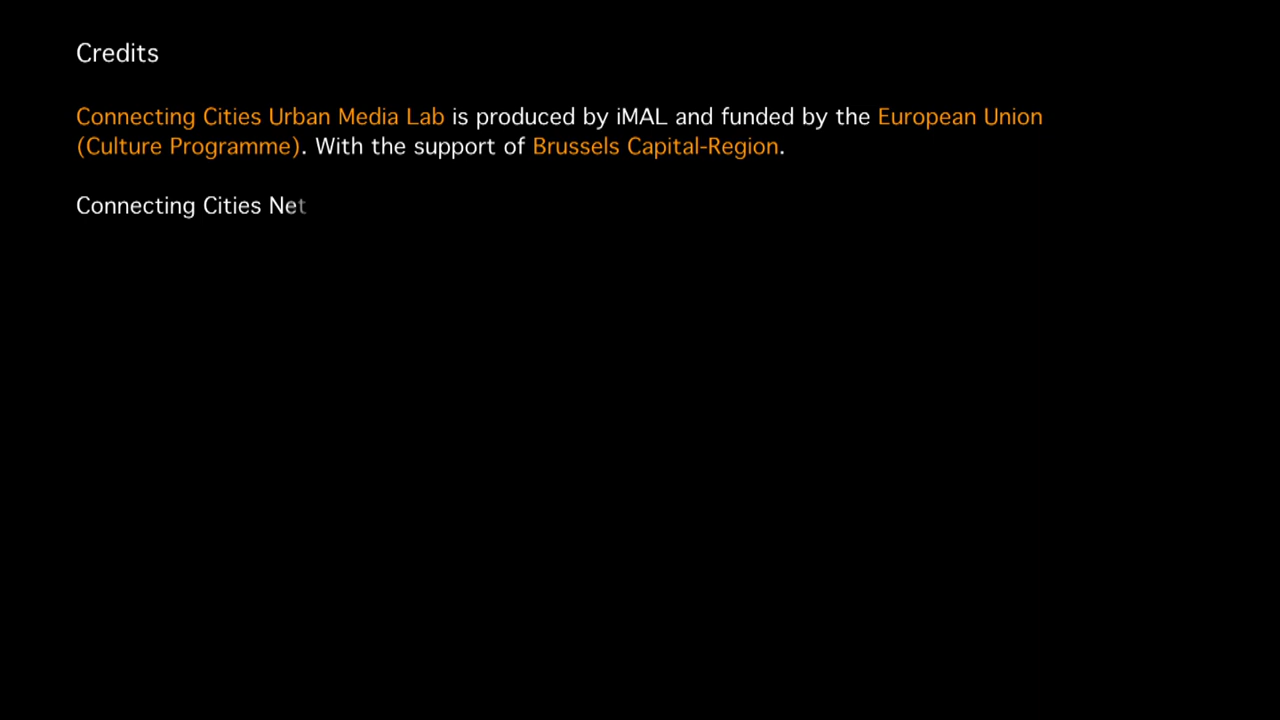 Credits
Connecting Cities Urban Media Lab is produced by iMAL and funded by the European Union
(Culture Programme). With the support of Brussels Capital-Region.
Connecting Cities Net